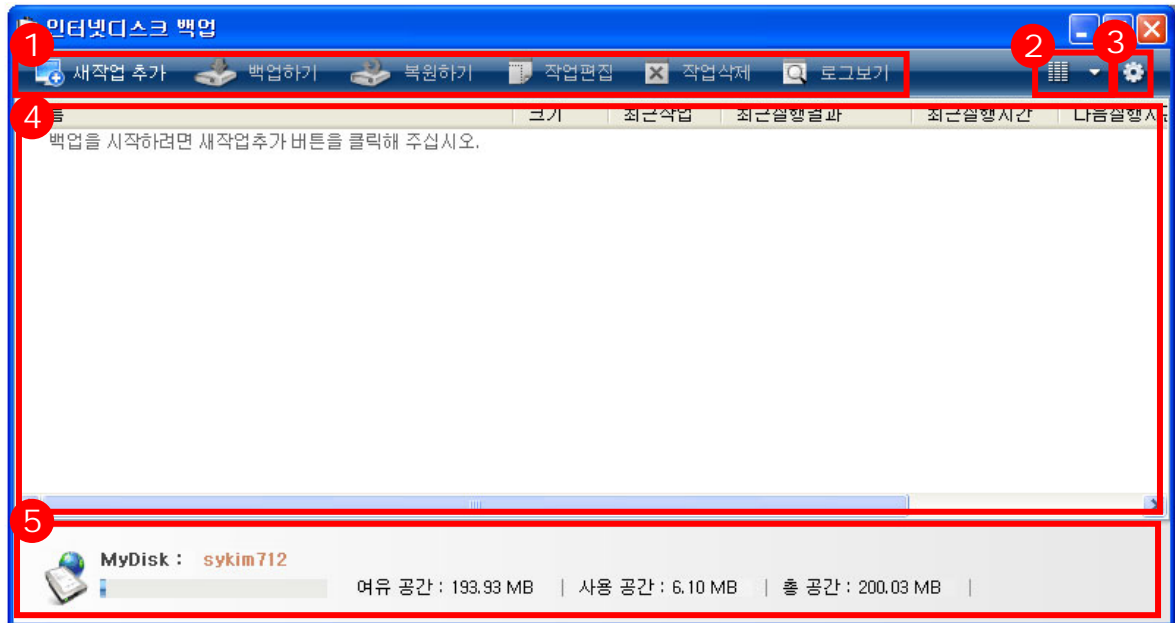 인터넷디스크 백업
1
2
3
새작업 추가 백업하기 복원하기 작업편집 작업삭제 로그보기
4
크기 최근작업 최근실행결과 최근실행시간
백업을 시작하려면 새작업추가 버튼을 클릭해 주십시오.
5
MyDisk : sykim712
여유 공간 : 193.93 MB | 사용 공간 : 6.10 MB | 총 공간 : 200.03 MB |